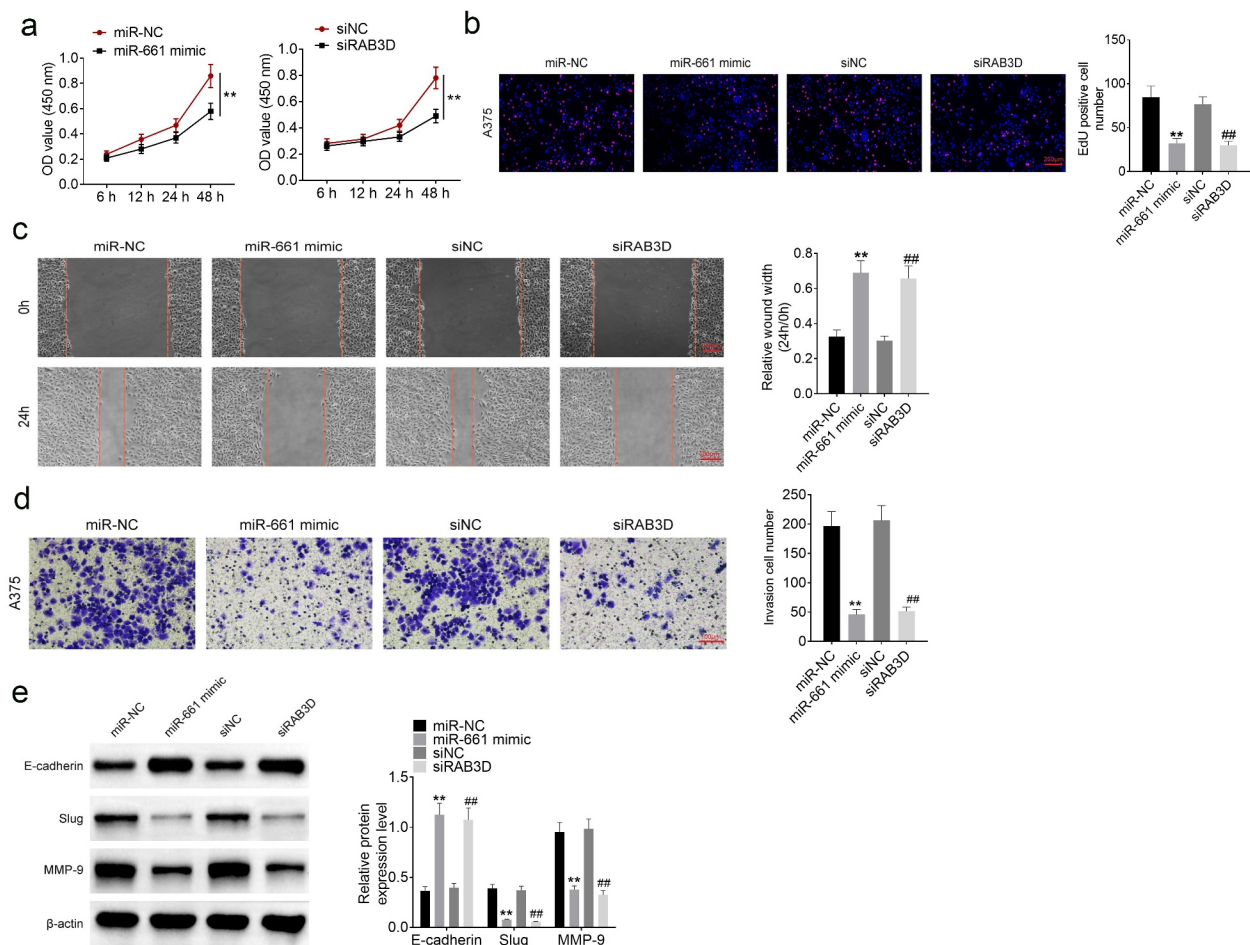 a
miR-NC
miR-661 mimic
OD value (450 nm)
1.0
0.8
0.6
0.4
0.2
0.0
**
6 h 12 h 24 h 48 h
siNC
siRAB3D
OD value (450 nm)
1.0
0.8
0.6
0.4
0.2
0.0
**
6 h 12 h 24 h 48 h
b
miR-NC miR-661 mimic siNC siRAB3D
A375
200μm
EdU positive cell
number
150
100
50
0
** ##
miR-NC
miR-661 mimic
siNC
siRAB3D
c
miR-NC miR-661 mimic siNC siRAB3D
0h
24h
Relative wound width
(24h/0h)
0.8
0.6
0.4
0.2
0.0
** ##
miR-NC
miR-661 mimic
siNC
siRAB3D
d
miR-NC miR-661 mimic siNC siRAB3D
A375
100μm
Invasion cell number
250
200
150
100
50
0
** ##
miR-NC
miR-661 mimic
siNC
siRAB3D
e
miR-NC
miR-661 mimic
siNC
siRAB3D
E-cadherin
Slug
MMP-9
β-actin
miR-NC
miR-661 mimic
siNC
siRAB3D
Relative protein
expression level
1.5
1.0
0.5
0.0
** ##
** ##
** ##
E-cadherin Slug MMP-9